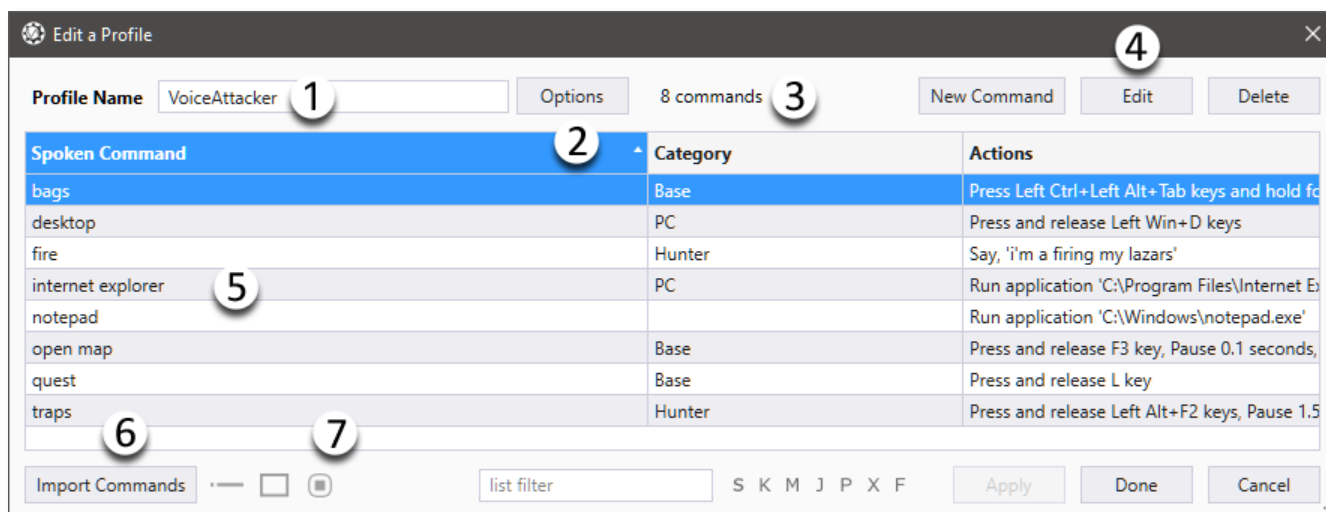 Edit a Profile
4
Profile Name VoiceAttacker 1 Options 8 commands 3 New Command Edit Delete
2
Spoken Command Category Actions
bags Base Press Left Ctrl+Left Alt+Tab keys and hold fo
desktop PC Press and release Left Win+D keys
fire Hunter Say, 'i'm a firing my lazars'
internet explorer 5 PC Run application 'C:\Program Files\Internet Ex
notepad Run application 'C:\Windows\notepad.exe'
open map Base Press and release F3 key, Pause 0.1 seconds,
quest Base Press and release L key
traps Hunter Press and release Left Alt+F2 keys, Pause 1.5
6 7
Import Commands list filter S K M J P X F Apply Done Cancel